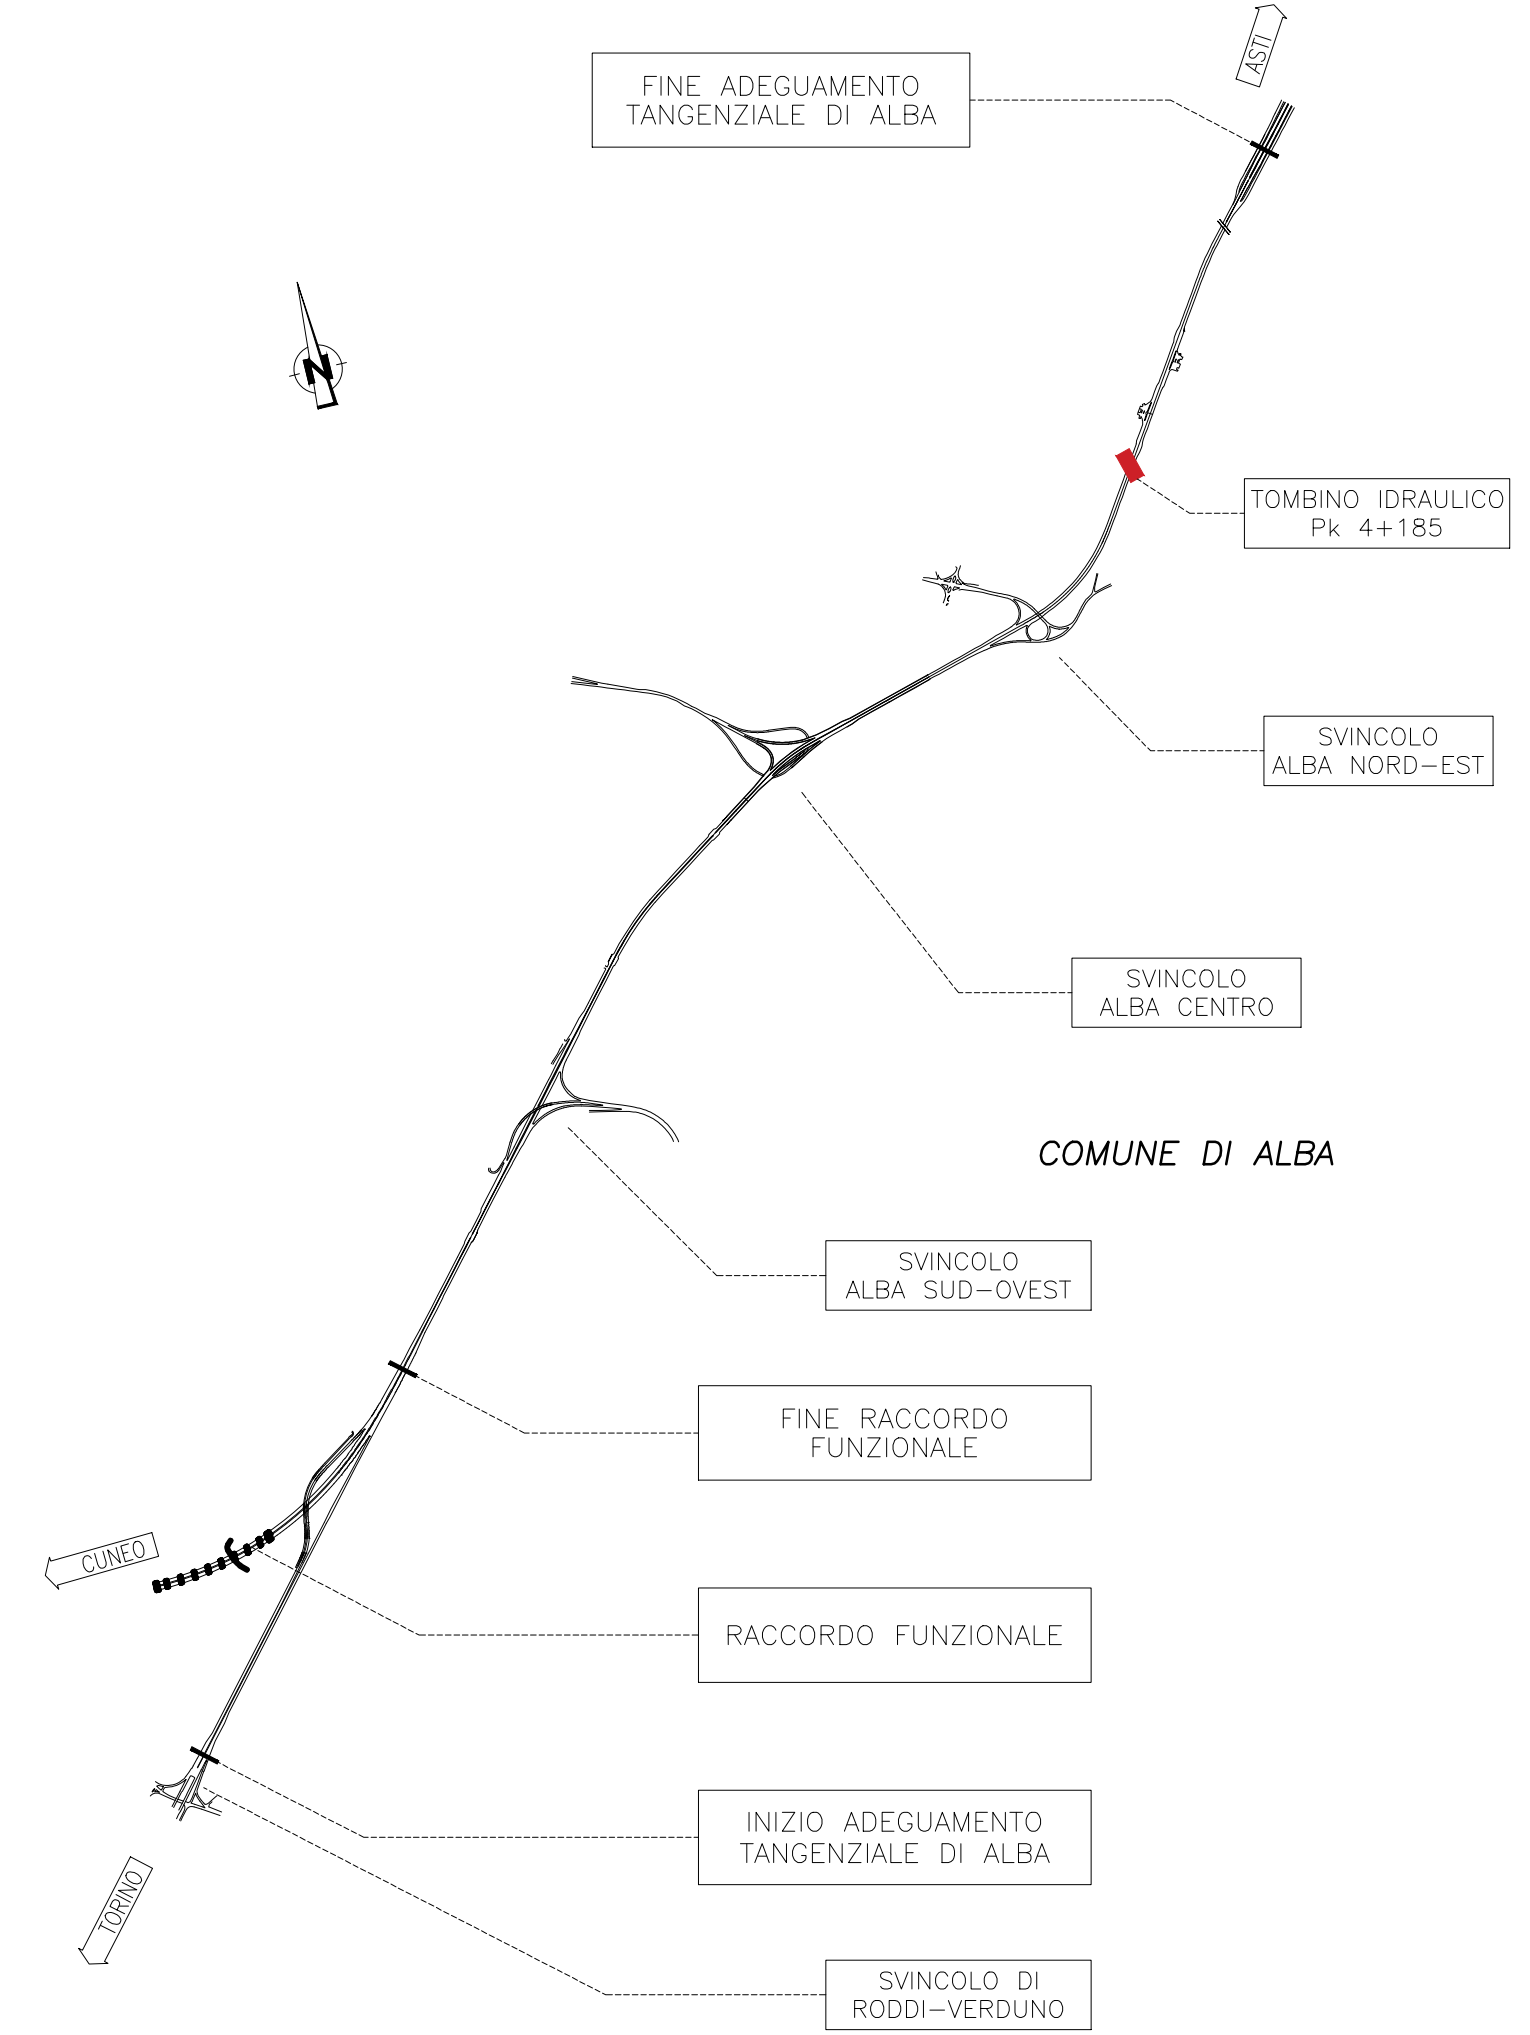 ASTI
FINE ADEGUAMENTO
TANGENZIALE DI ALBA
N
TOMBINO IDRAULICO
Pk 4+185
SVINCOLO
ALBA NORD-EST
SVINCOLO
ALBA CENTRO
COMUNE DI ALBA
SVINCOLO
ALBA SUD-OVEST
FINE RACCORDO
FUNZIONALE
CUNEO
RACCORDO FUNZIONALE
INIZIO ADEGUAMENTO
TANGENZIALE DI ALBA
TORINO
SVINCOLO DI
RODDI-VERDUNO